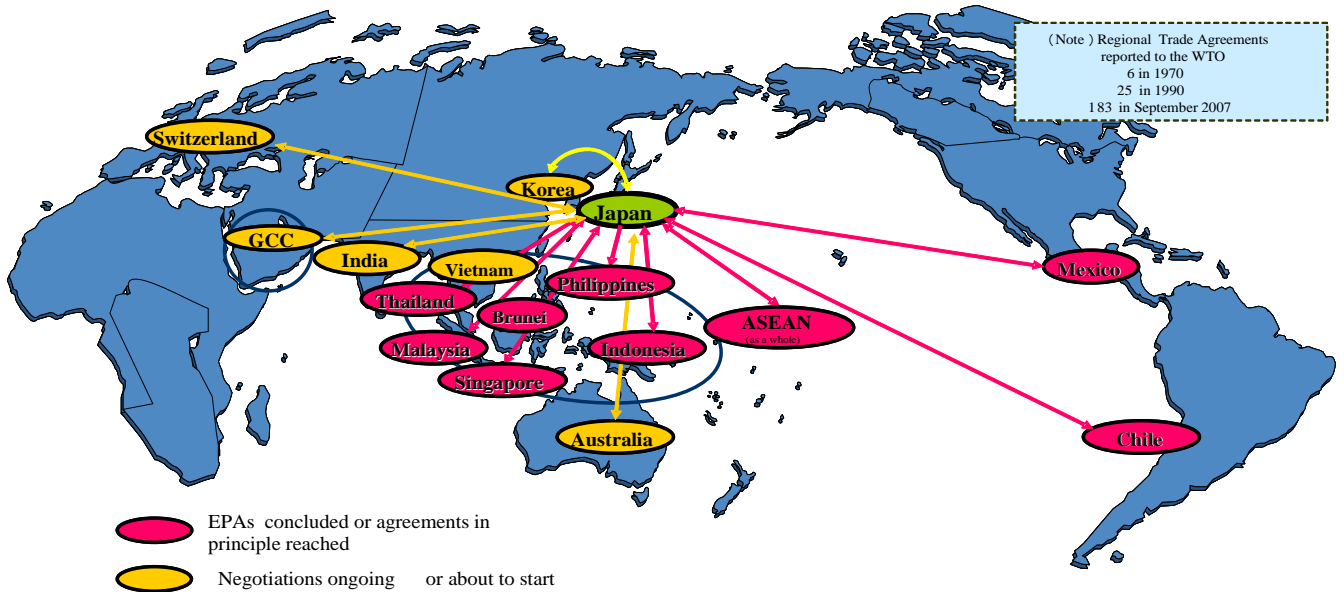 (Note) Regional Trade Agreements
reported to the WTO
6 in 1970
25 in 1990
183 in September 2007
Switzerland
Korea
Japan
GCC
India
Vietnam
Mexico
Thailand
Philippines
Brunei
ASEAN
(as a whole)
Malaysia
Indonesia
Singapore
Australia
Chile
EPAs concluded or agreements in
principle reached
Negotiations ongoing or about to start